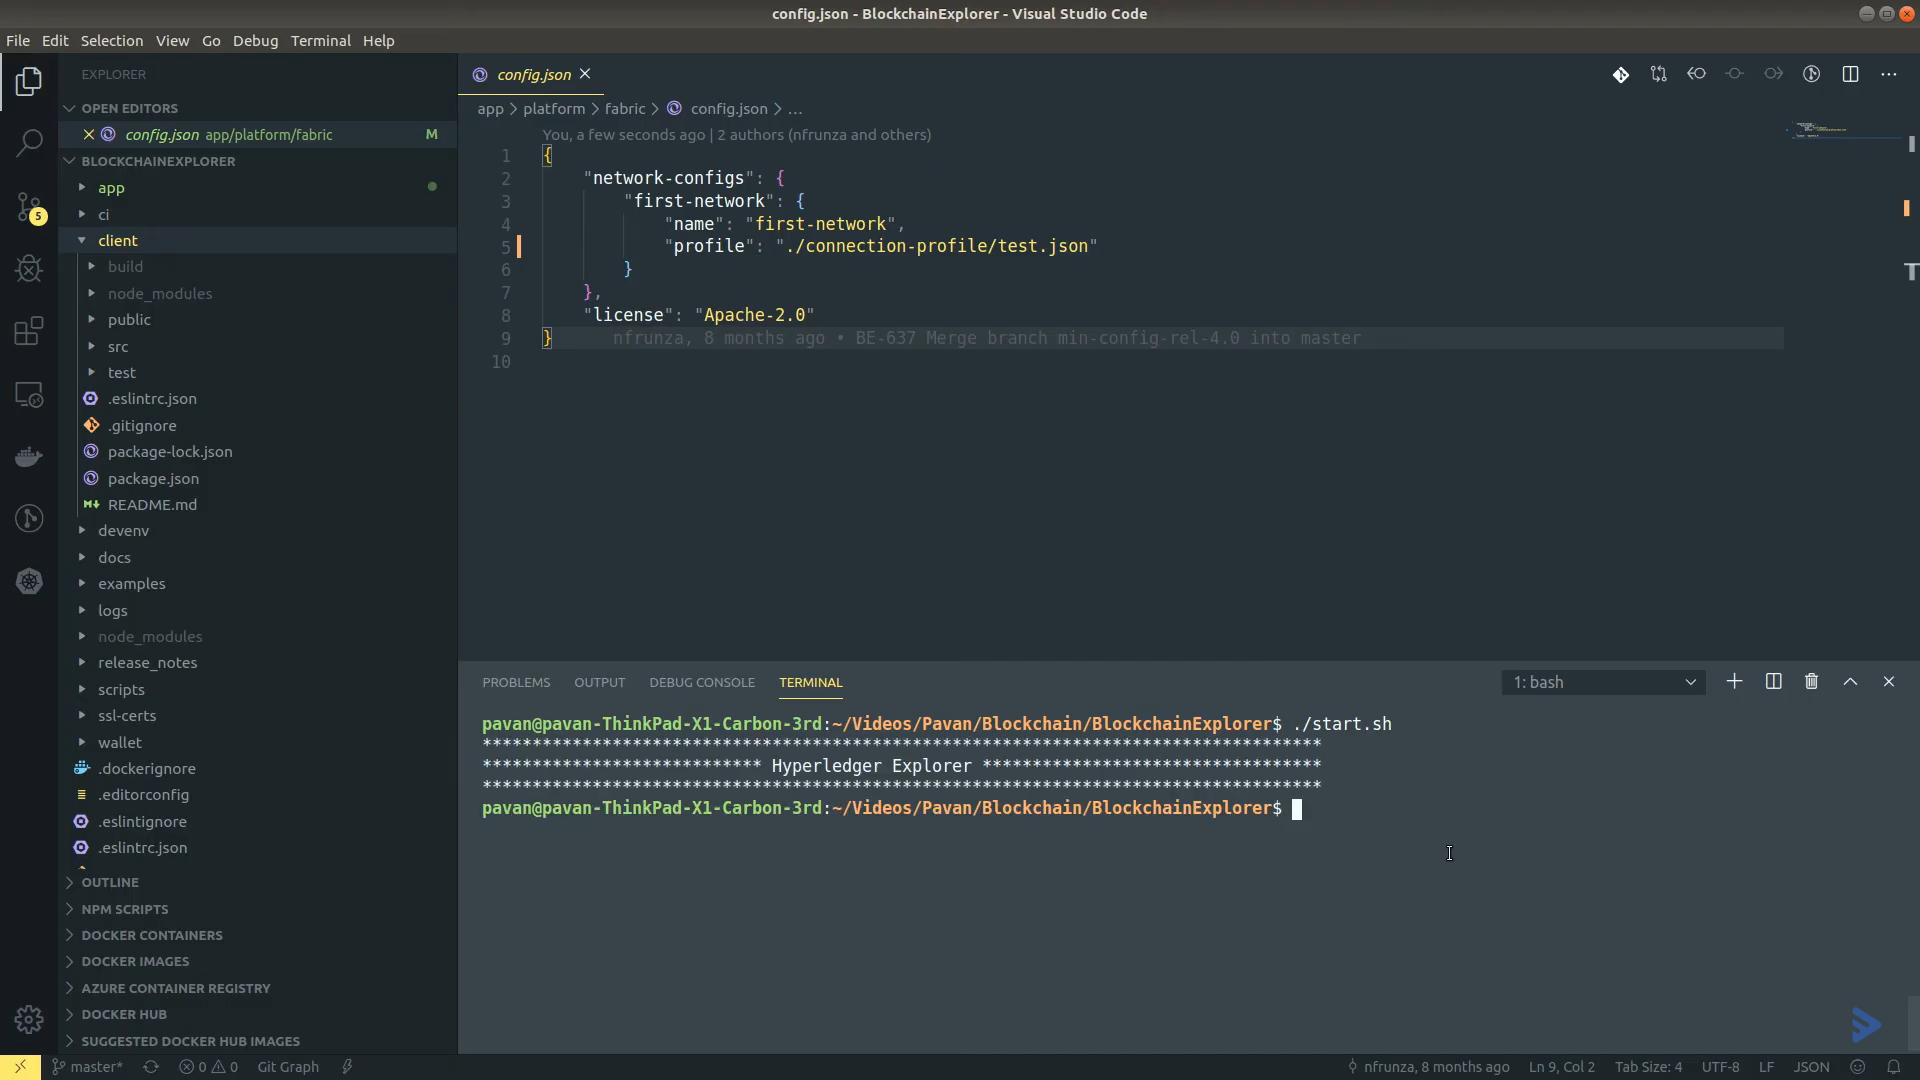 config.json - BlockchainExplorer - Visual Studio Code
File Edit Selection View Go Debug Terminal Help
EXPLORER
OPEN EDITORS
config.json app/platform/fabric M
BLOCKCHAINEXPLORER
app
ci
5
client
build
node_modules
public
src
test
.eslintrc.json
.gitignore
package-lock.json
package.json
README.md
devenv
docs
examples
logs
node_modules
release_notes
scripts
ssl-certs
wallet
.dockerignore
.editorconfig
.eslintignore
.eslintrc.json
OUTLINE
NPM SCRIPTS
DOCKER CONTAINERS
DOCKER IMAGES
AZURE CONTAINER REGISTRY
DOCKER HUB
SUGGESTED DOCKER HUB IMAGES
config.json
app > platform > fabric > config.json > ...
You, a few seconds ago | 2 authors (nfrunza and others)
1 {
2 "network-configs": {
3 "first-network": {
4 "name": "first-network",
5 "profile": "./connection-profile/test.json"
6 }
7 },
8 "license": "Apache-2.0"
9 } nfrunza, 8 months ago • BE-637 Merge branch min-config-rel-4.0 into master
10
PROBLEMS OUTPUT DEBUG CONSOLE TERMINAL 1: bash
pavan@pavan-ThinkPad-X1-Carbon-3rd:~/Videos/Pavan/Blockchain/BlockchainExplorer$ ./start.sh
************************************************************************************
**************************** Hyperledger Explorer **********************************
************************************************************************************
pavan@pavan-ThinkPad-X1-Carbon-3rd:~/Videos/Pavan/Blockchain/BlockchainExplorer$
master* 0 0 Git Graph nfrunza, 8 months ago Ln 9, Col 2 Tab Size: 4 UTF-8 LF JSON